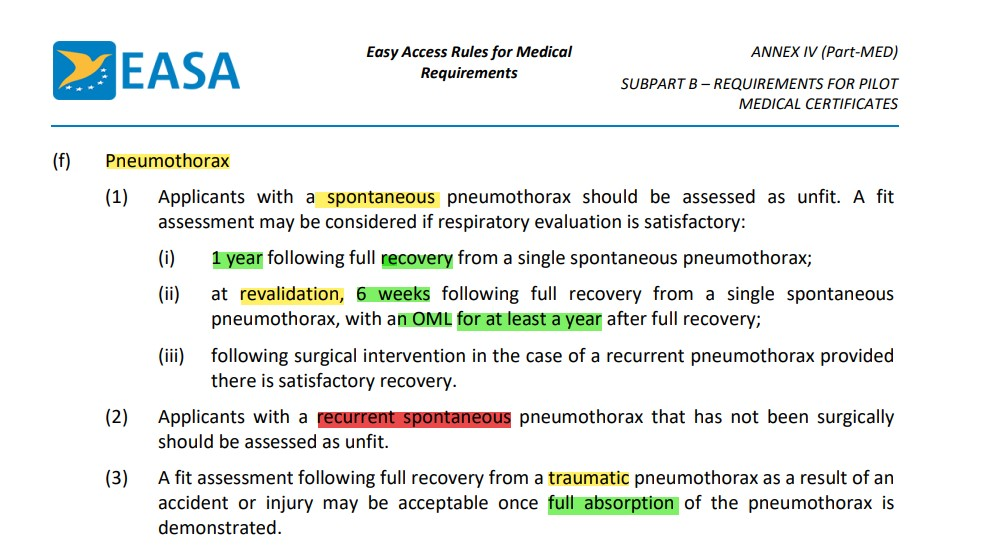 EASA
Easy Access Rules for Medical
Requirements
ANNEX IV (Part-MED)
SUBPART B – REQUIREMENTS FOR PILOT
MEDICAL CERTIFICATES
(f) Pneumothorax
(1) Applicants with a spontaneous pneumothorax should be assessed as unfit. A fit
assessment may be considered if respiratory evaluation is satisfactory:
(i) 1 year following full recovery from a single spontaneous pneumothorax;
(ii) at revalidation, 6 weeks following full recovery from a single spontaneous
pneumothorax, with an OML for at least a year after full recovery;
(iii) following surgical intervention in the case of a recurrent pneumothorax provided
there is satisfactory recovery.
(2) Applicants with a recurrent spontaneous pneumothorax that has not been surgically
should be assessed as unfit.
(3) A fit assessment following full recovery from a traumatic pneumothorax as a result of an
accident or injury may be acceptable once full absorption of the pneumothorax is
demonstrated.